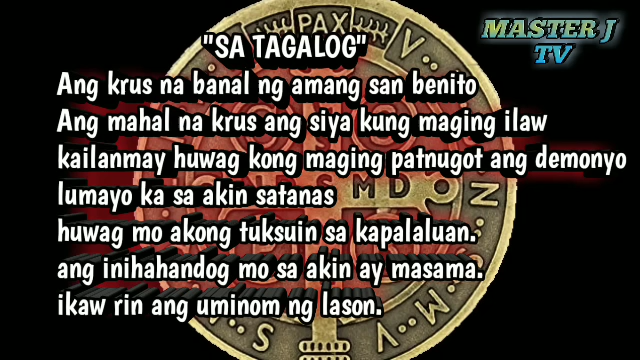 PAX
MASTER J
TV
"SA TAGALOG"
Ang krus na banal ng amang san benito
Ang mahal na krus ang siya kung maging ilaw
kailanmay huwag kong maging patnugot ang demonyo
lumayo ka sa akin satanas
huwag mo akong tuksuin sa kapalaluan.
ang inihahandog mo sa akin ay masama.
ikaw rin ang uminom ng lason.
V
S M D
N
S
M
V
S